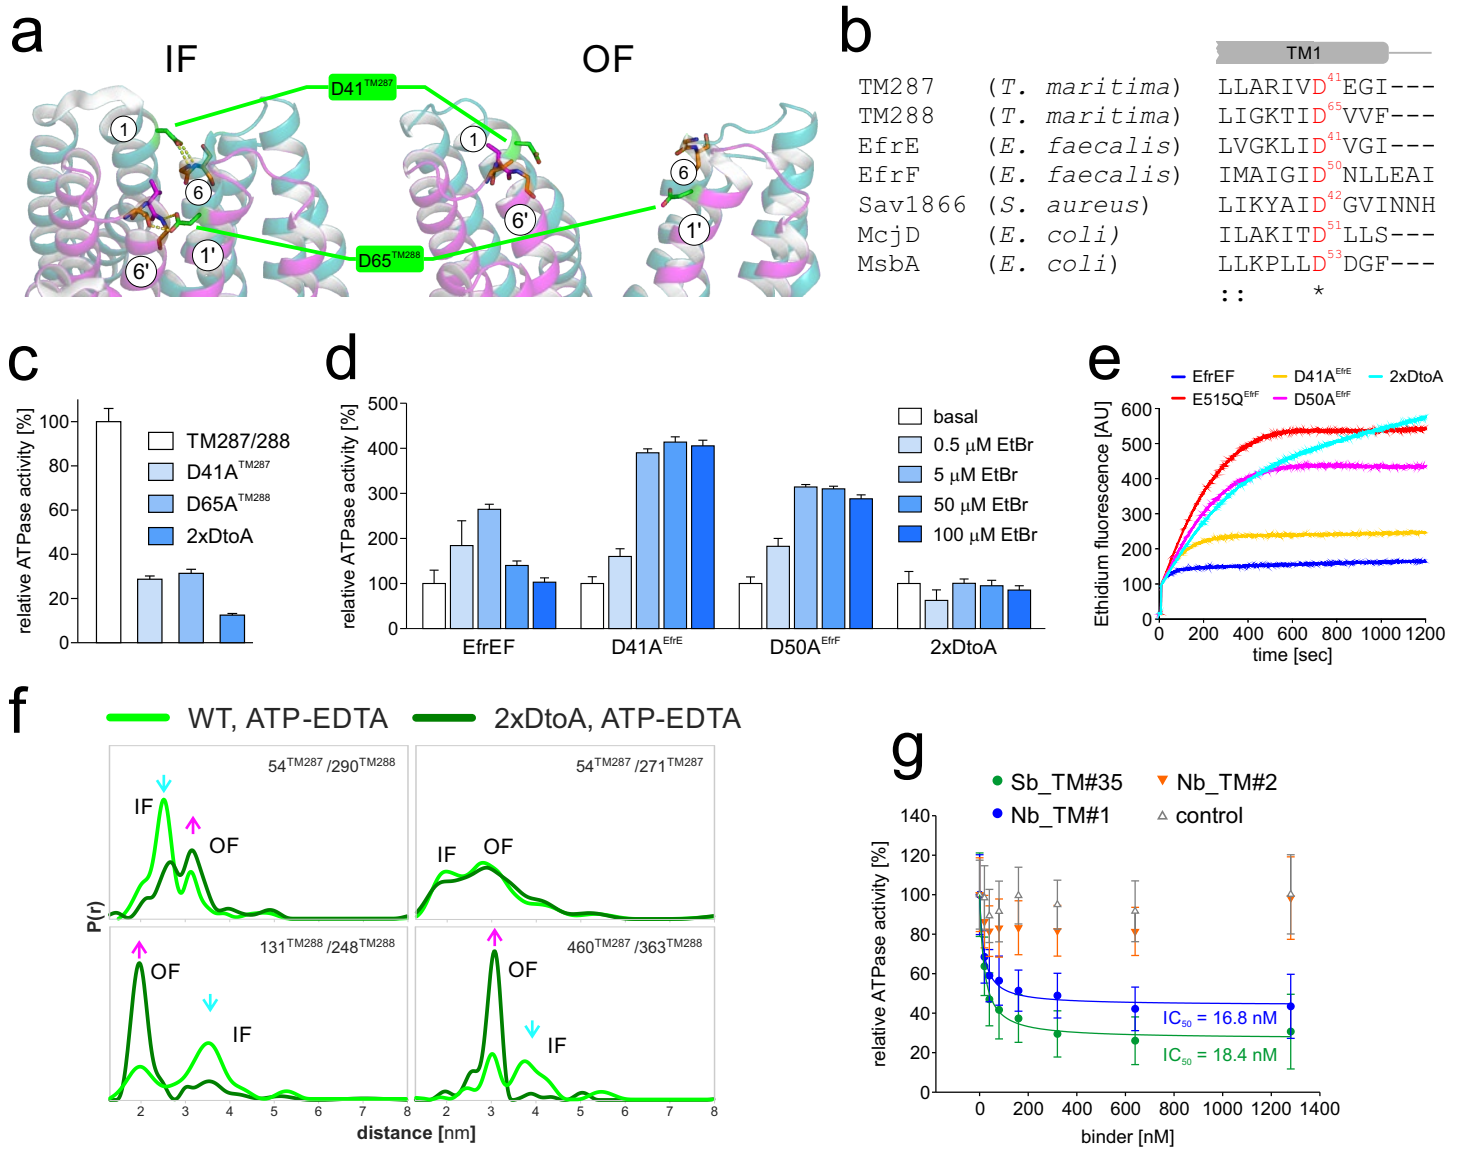 a
IF
OF
D41TM287
1
6
1'
6'
D65TM288
1
6'
6
1'
b
TM1
TM287 (T. maritima) LLARIVD41EGI---
TM288 (T. maritima) LIGKTID65VVF---
EfrE (E. faecalis) LVGKLID41VGI---
EfrF (E. faecalis) IMAIGID50NLLEAI
Sav1866 (S. aureus) LIKYAID42GVINNH
McjD (E. coli) ILAKITD51LLS---
MsbA (E. coli) LLKPLLD53DGF---
:: *
c
relative ATPase activity [%]
100
80
60
40
20
0
TM287/288
D41ATM287
D65ATM288
2xDtoA
d
relative ATPase activity [%]
500
400
300
200
100
0
basal
0.5 µM EtBr
5 µM EtBr
50 µM EtBr
100 µM EtBr
EfrEF D41AEfrE D50AEfrF 2xDtoA
e
EfrEF D41AEfrE 2xDtoA
E515QEfrF D50AEfrF
Ethidium fluorescence [AU]
600
500
400
300
200
100
0
0 200 400 600 800 1000 1200
time [sec]
f
WT, ATP-EDTA 2xDtoA, ATP-EDTA
54TM287/290TM288
IF
OF
54TM287/271TM287
IF
OF
P(r)
131TM288/248TM288
OF
IF
460TM287/363TM288
OF
IF
2 3 4 5 6 7 8 2 3 4 5 6 7 8
distance [nm]
g
Sb_TM#35 Nb_TM#2
Nb_TM#1 control
relative ATPase activity [%]
140
120
100
80
60
40
20
0
IC50 = 16.8 nM
IC50 = 18.4 nM
0 200 400 600 800 1000 1200 1400
binder [nM]